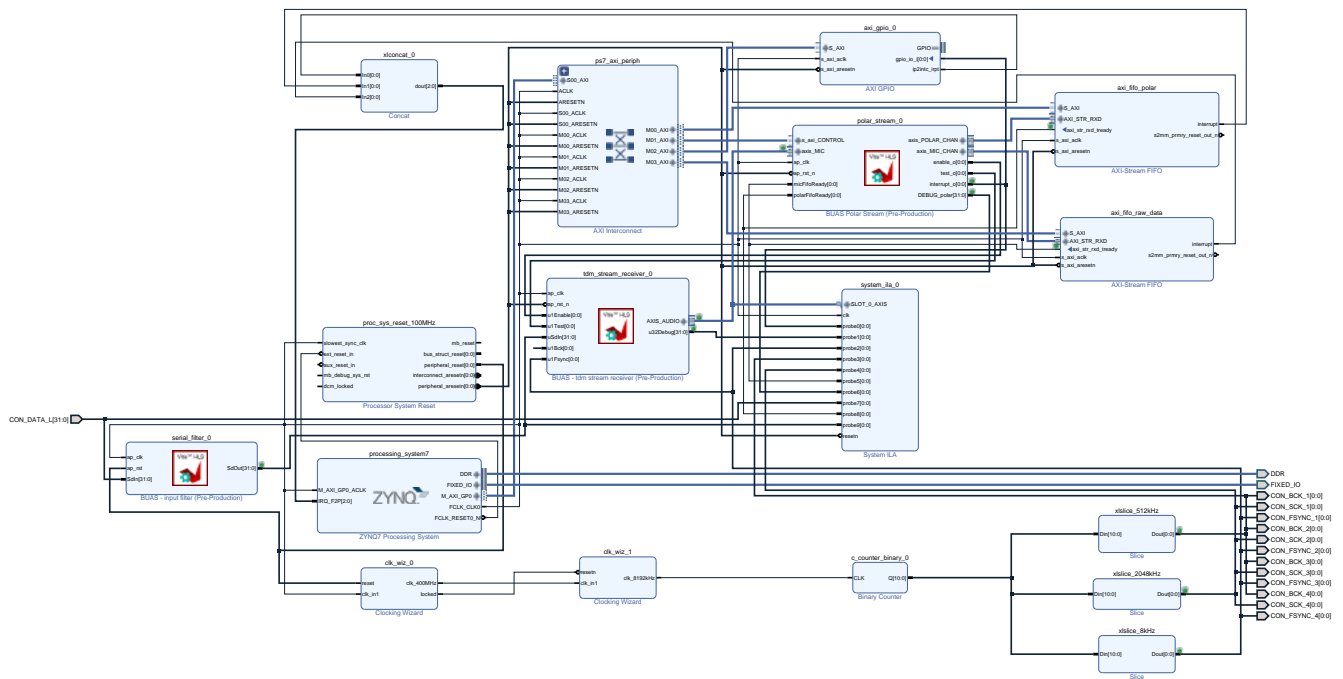 xlconcat_0
In0[0:0]
In1[0:0]
In2[0:0]
dout[2:0]
Concat
ps7_axi_periph
S00_AXI
ACLK
ARESETN
S00_ACLK
S00_ARESETN
M00_ACLK
M00_ARESETN
M01_ACLK
M01_ARESETN
M02_ACLK
M02_ARESETN
M03_ACLK
M03_ARESETN
M00_AXI
M01_AXI
M02_AXI
M03_AXI
AXI Interconnect
axi_gpio_0
S_AXI
s_axi_aclk
s_axi_aresetn
GPIO
gpio_io_i[0:0]
ip2intc_irpt
AXI GPIO
polar_stream_0
s_axi_CONTROL
axis_MIC
ap_clk
ap_rst_n
micFifoReady[0:0]
polarFifoReady[0:0]
Vitis™ HLS
axis_POLAR_CHAN
axis_MIC_CHAN
enable_o[0:0]
test_o[0:0]
interrupt_o[0:0]
DEBUG_polar[31:0]
BUAS Polar Stream (Pre-Production)
axi_fifo_polar
S_AXI
AXI_STR_RXD
axi_str_rxd_tready
s_axi_aclk
s_axi_aresetn
interrupt
s2mm_prmry_reset_out_n
AXI-Stream FIFO
axi_fifo_raw_data
S_AXI
AXI_STR_RXD
axi_str_rxd_tready
s_axi_aclk
s_axi_aresetn
interrupt
s2mm_prmry_reset_out_n
AXI-Stream FIFO
tdm_stream_receiver_0
ap_clk
ap_rst_n
u1Enable[0:0]
u1Test[0:0]
uSdIn[31:0]
u1Bck[0:0]
u1Fsync[0:0]
Vitis™ HLS
AXIS_AUDIO
u32Debug[31:0]
BUAS - tdm stream receiver (Pre-Production)
system_ila_0
SLOT_0_AXIS
clk
probe0[0:0]
probe1[0:0]
probe2[0:0]
probe3[0:0]
probe4[0:0]
probe5[0:0]
probe6[0:0]
probe7[0:0]
probe8[0:0]
probe9[0:0]
resetn
System ILA
proc_sys_reset_100MHz
slowest_sync_clk
ext_reset_in
aux_reset_in
mb_debug_sys_rst
dcm_locked
mb_reset
bus_struct_reset[0:0]
peripheral_reset[0:0]
interconnect_aresetn[0:0]
peripheral_aresetn[0:0]
Processor System Reset
CON_DATA_L[31:0]
serial_filter_0
ap_clk
ap_rst
SdIn[31:0]
Vitis™ HLS
SdOut[31:0]
BUAS - input filter (Pre-Production)
processing_system7
M_AXI_GP0_ACLK
IRQ_F2P[2:0]
ZYNQ
DDR
FIXED_IO
M_AXI_GP0
FCLK_CLK0
FCLK_RESET0_N
ZYNQ7 Processing System
clk_wiz_0
reset
clk_in1
clk_400MHz
locked
Clocking Wizard
clk_wiz_1
resetn
clk_in1
clk_8192kHz
Clocking Wizard
c_counter_binary_0
CLK
Q[10:0]
Binary Counter
xlslice_512kHz
Din[10:0]
Dout[0:0]
Slice
xlslice_2048kHz
Din[10:0]
Dout[0:0]
Slice
xlslice_8kHz
Din[10:0]
Dout[0:0]
Slice
DDR
FIXED_IO
CON_BCK_1[0:0]
CON_SCK_1[0:0]
CON_FSYNC_1[0:0]
CON_BCK_2[0:0]
CON_SCK_2[0:0]
CON_FSYNC_2[0:0]
CON_BCK_3[0:0]
CON_SCK_3[0:0]
CON_FSYNC_3[0:0]
CON_BCK_4[0:0]
CON_SCK_4[0:0]
CON_FSYNC_4[0:0]